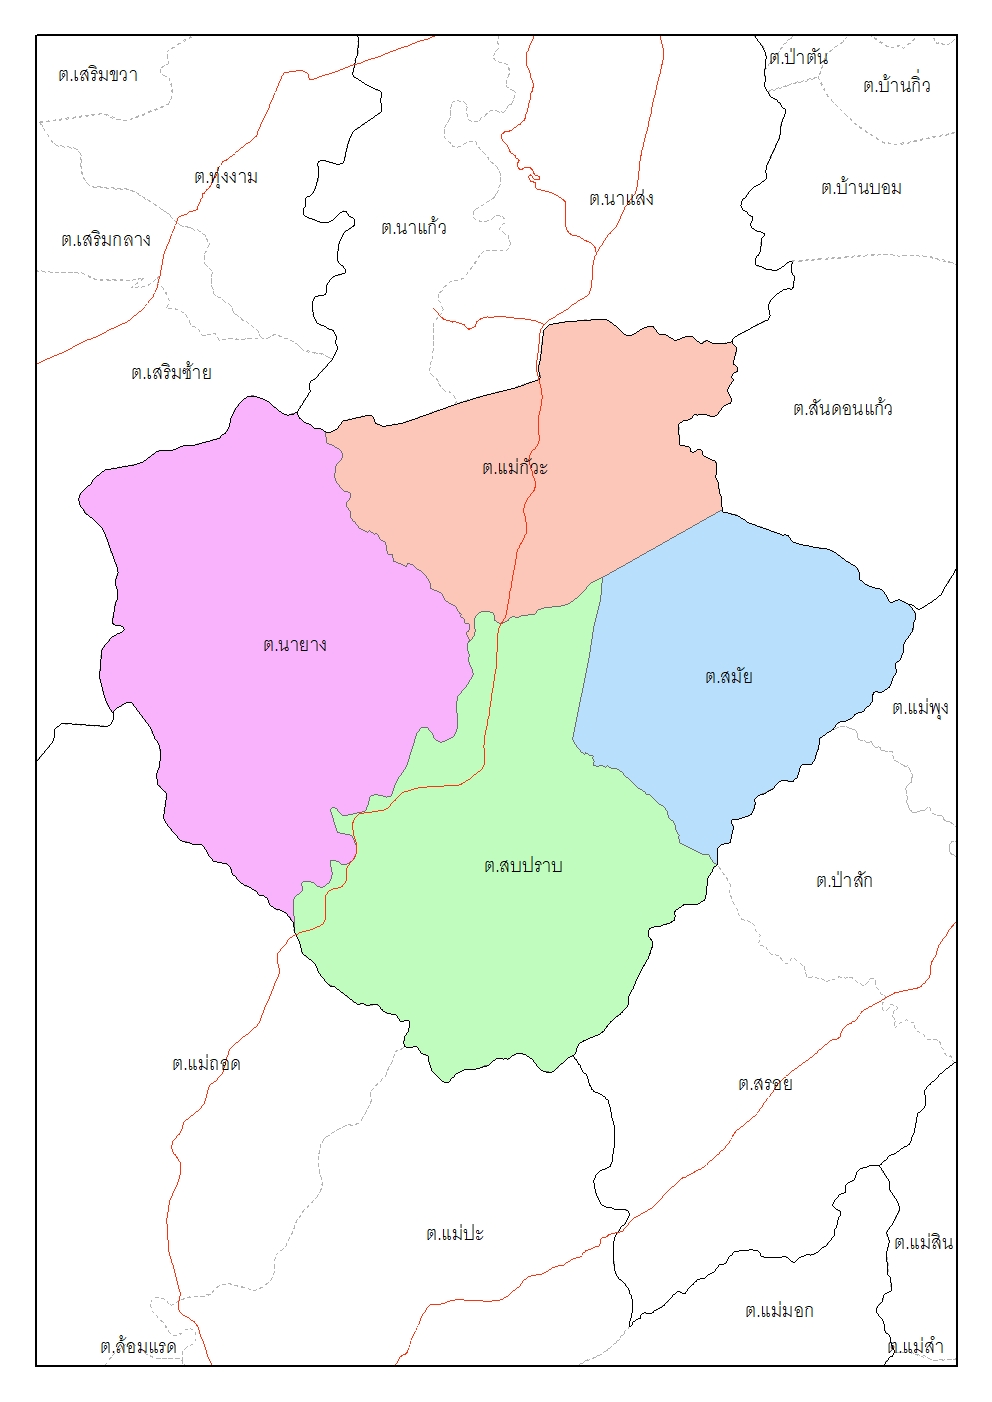 ต.ป่าตัน
ต.เสริมขวา
ต.บ้านกิ่ว
ต.ทุ่งงาม
ต.บ้านบอม
ต.นาแส่ง
ต.นาแก้ว
ต.เสริมกลาง
ต.เสริมซ้าย
ต.สันดอนแก้ว
ต.แม่กัวะ
ต.นายาง
ต.สมัย
ต.แม่พุง
ต.สบปราบ
ต.ป่าสัก
ต.แม่ถอด
ต.สรอย
ต.แม่ปะ
ต.แม่สิน
ต.แม่มอก
ต.ล้อมแรด
ต.แม่สำ